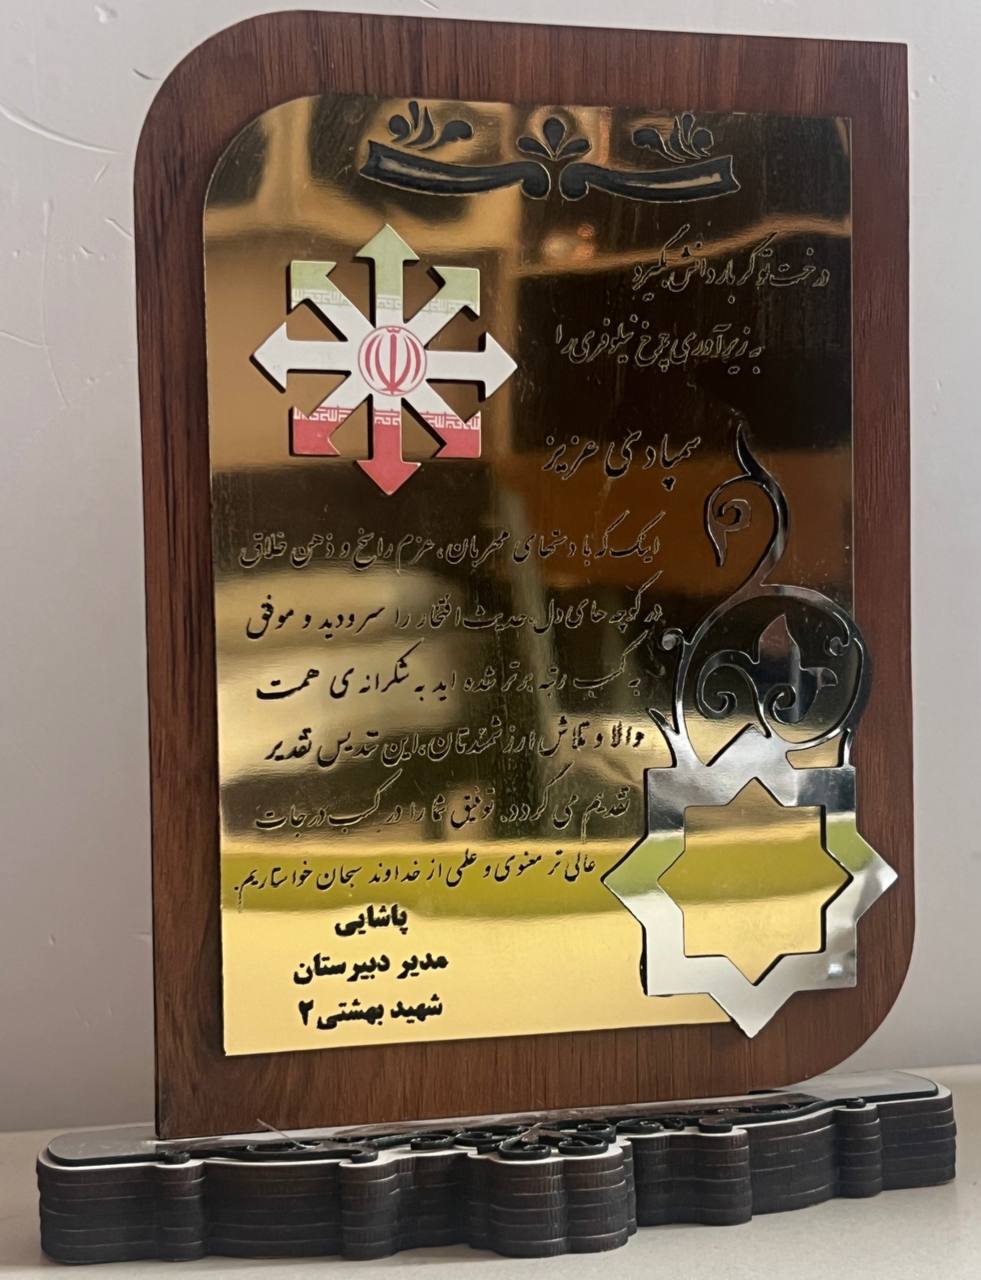 درخت تو گر بار دانش بگیرد
به زیر آوری چرخ نیلوفری را
سمپادی عزیز
اینک که با دستهای مهربان، عزم راسخ و ذهن خلاق
در کوچه های دل، حدیث افتخار را سرودید و موفق
به کسب رتبه برتر شده اید به شکرانه ی همت
والا و تلاش ارزشمندتان، این تندیس تقدیر
تقدیم می گردد. توفیق شما را در کسب درجات
عالی تر معنوی و علمی از خداوند سبحان خواستاریم.
پاشایی
مدیر دبیرستان
شهید بهشتی ۲